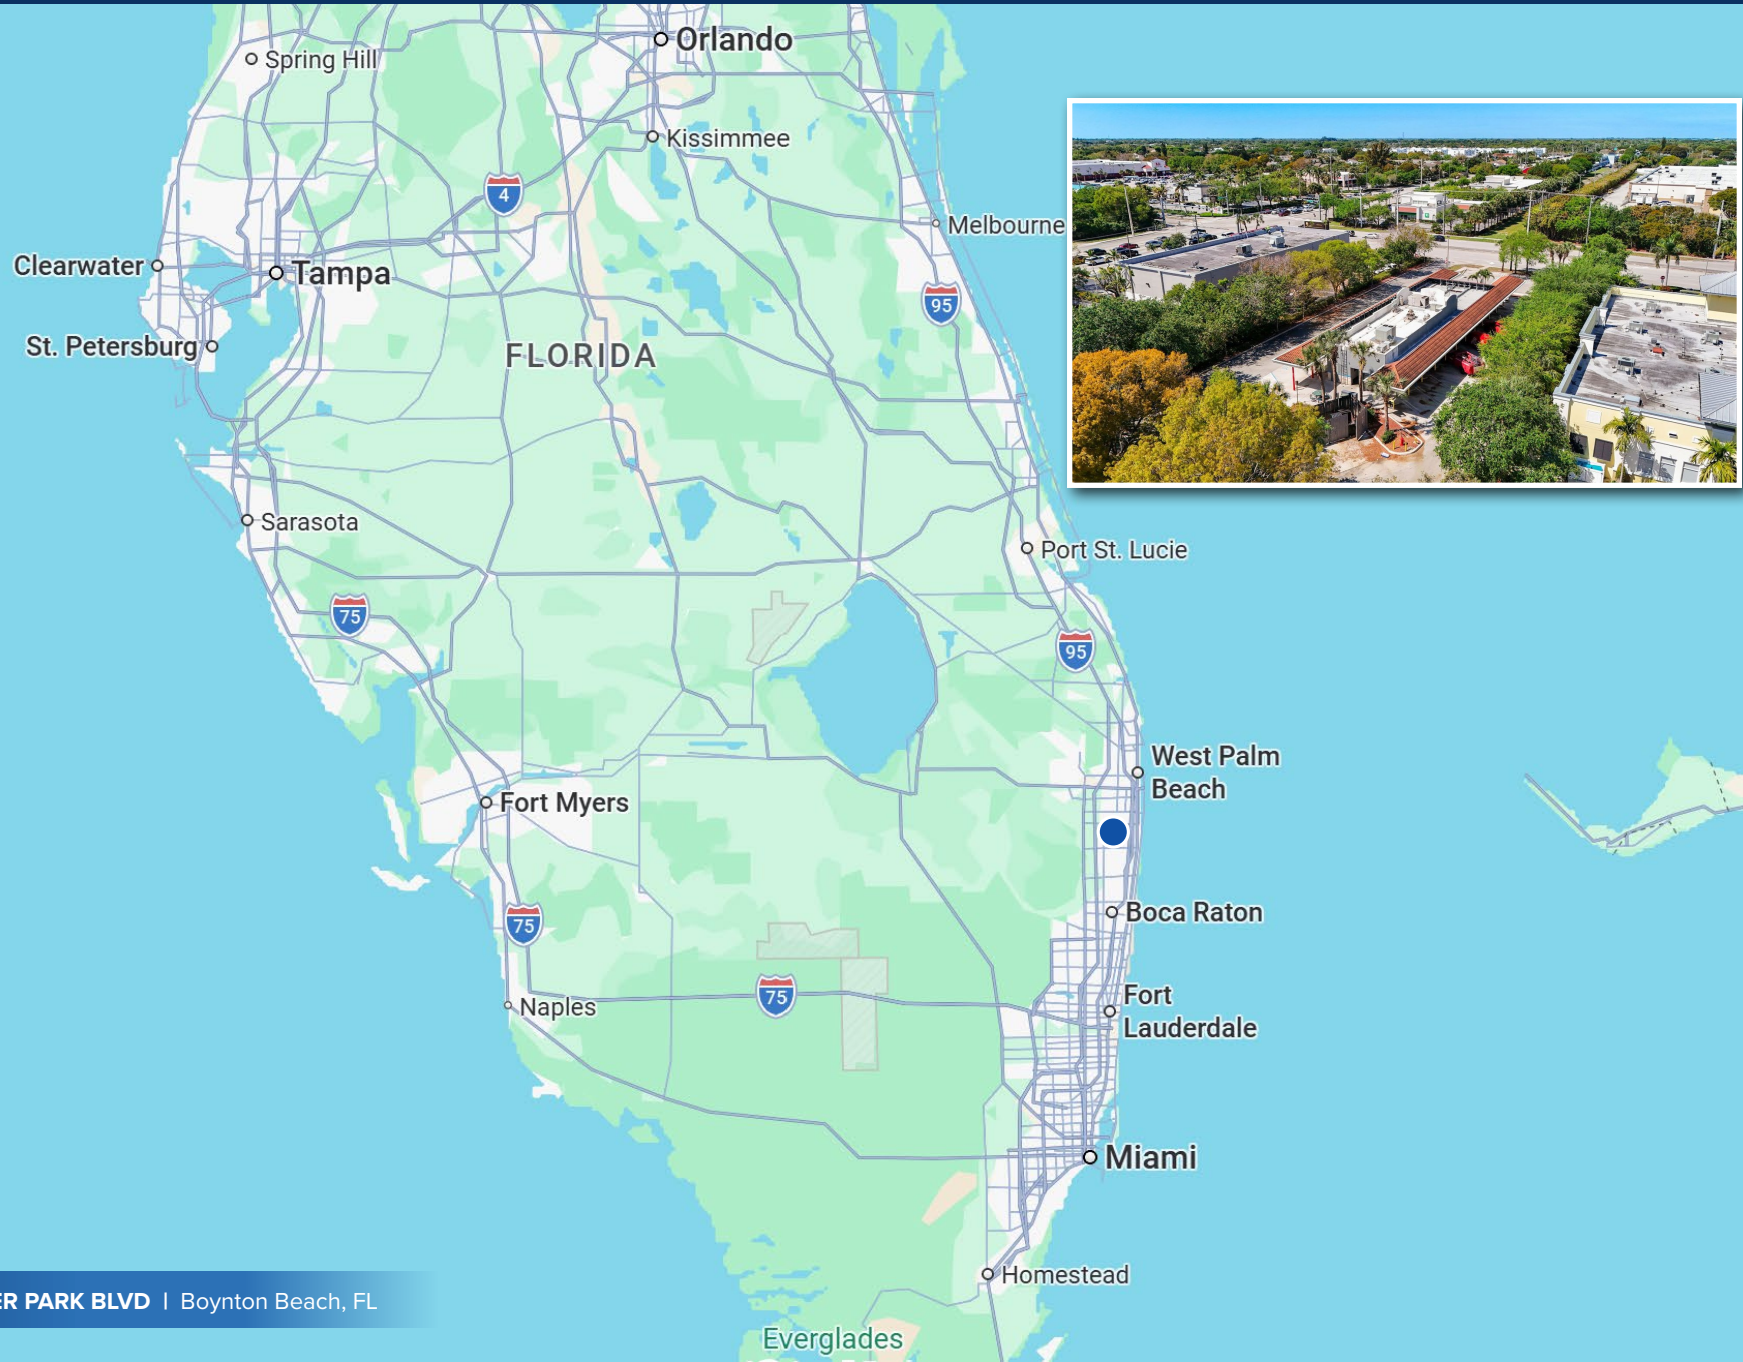 Orlando
Spring Hill
Kissimmee
4
Melbourne
Clearwater
Tampa
95
St. Petersburg
FLORIDA
Sarasota
Port St. Lucie
75
95
West Palm
Beach
Fort Myers
Boca Raton
75
75
Fort
Lauderdale
Naples
Miami
Homestead
ER PARK BLVD | Boynton Beach, FL
Everglades